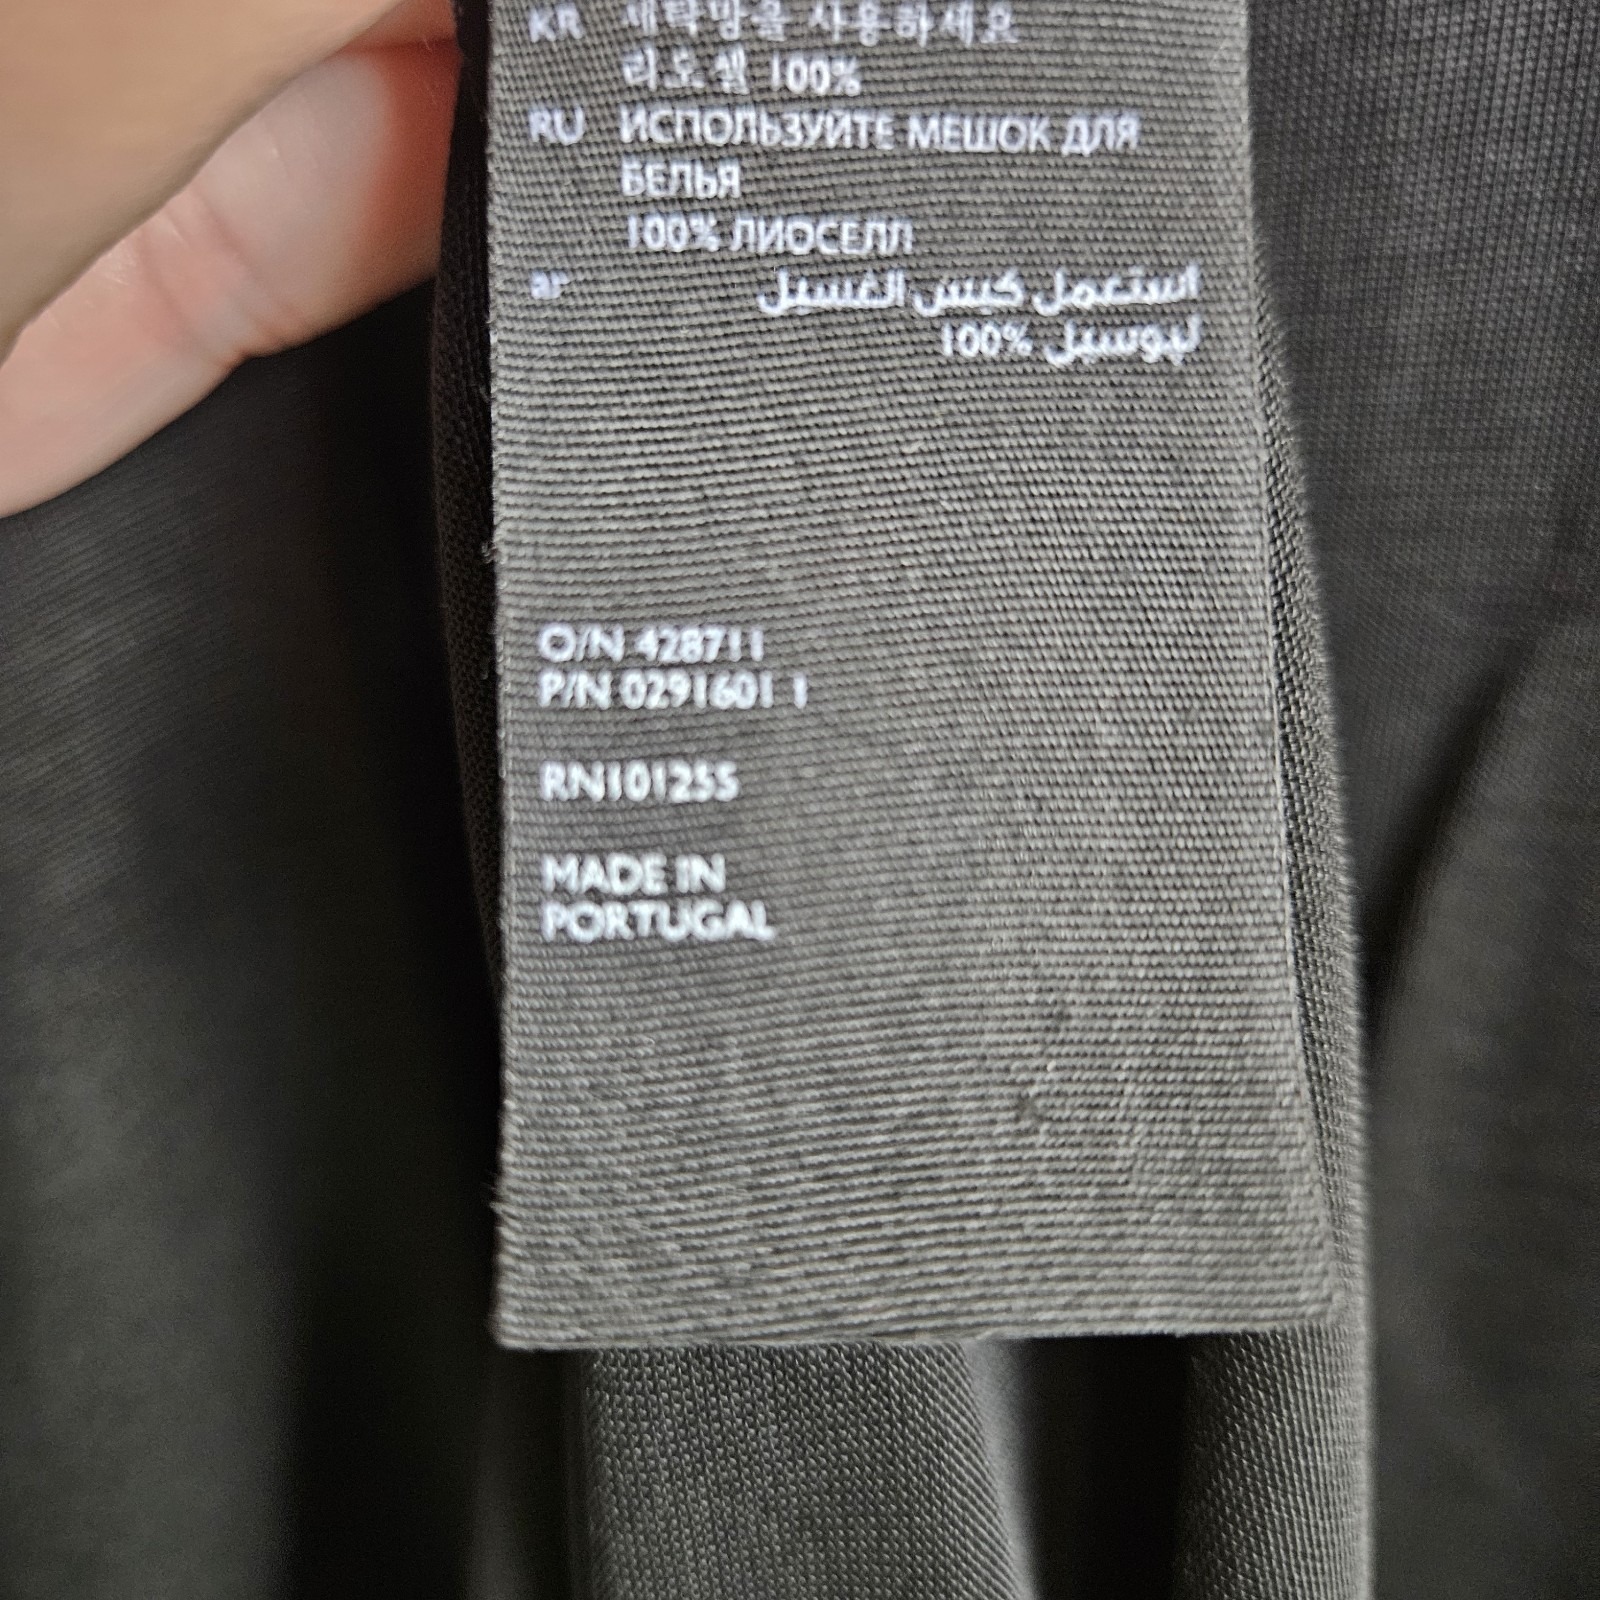 KR 세탁망을 사용하세요
리오셀 100%
RU ИСПОЛЬЗУЙТЕ МЕШОК ДЛЯ
БЕЛЬЯ
100% ЛИОСЕЛЛ
ar استعمل كيس الغسيل
ليوسيل %100
O/N 428711
P/N 0291601 1
RN101255
MADE IN
PORTUGAL